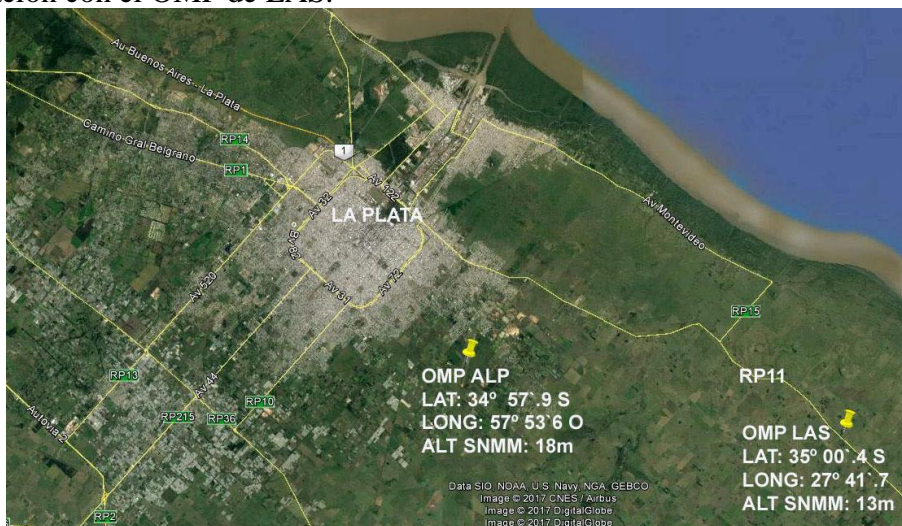 ación con el OMP de LAS.
Au Buenos Aires - La Plata
Camino Gral Belgrano
RP14
RP1
1
Av 122
Av 32
LA PLATA
Av Montevideo
Av 520
Av 31
Av 72
RP15
RP13
Av 44
RP10
RP215
RP36
Autovia 2
RP2
OMP ALP
LAT: 34º 57`.9 S
LONG: 57º 53`6 O
ALT SNMM: 18m
RP11
OMP LAS
LAT: 35º 00`.4 S
LONG: 27º 41`.7
ALT SNMM: 13m
Data SIO, NOAA, U.S. Navy, NGA, GEBCO
Image © 2017 CNES / Airbus
Image © 2017 DigitalGlobe
Image © 2017 DigitalGlobe